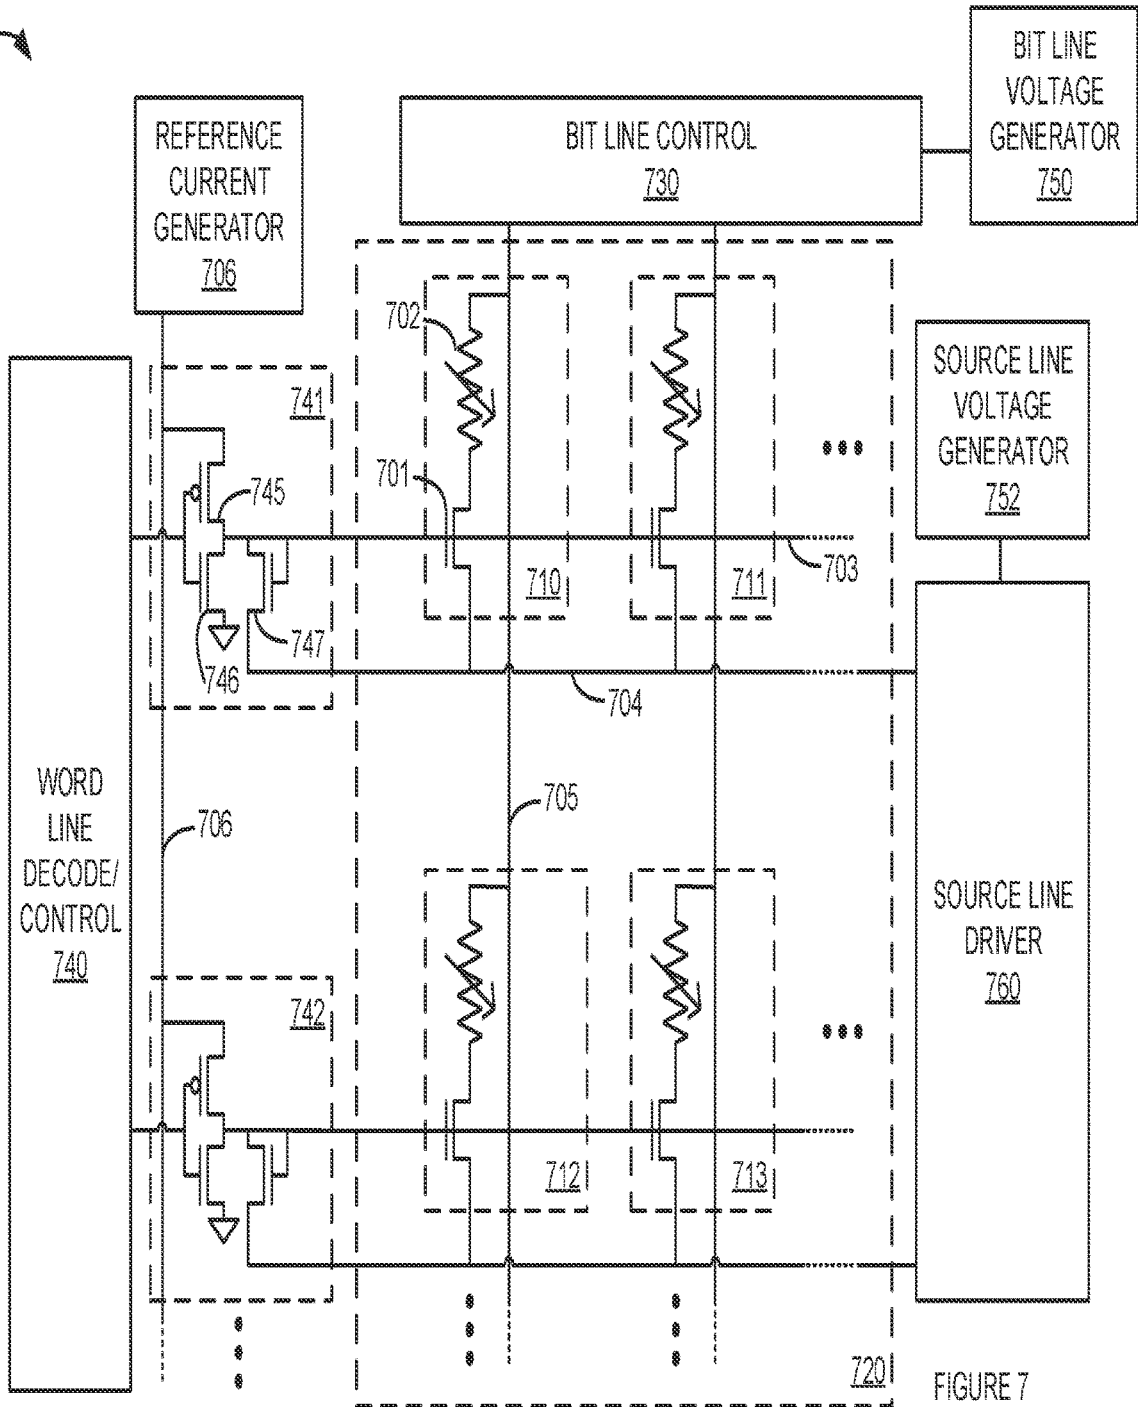 BIT LINE
VOLTAGE
GENERATOR
750
REFERENCE
CURRENT
GENERATOR
706
BIT LINE CONTROL
730
702
741
SOURCE LINE
VOLTAGE
GENERATOR
752
701
745
710
711
703
747
746
704
WORD
LINE
DECODE/
CONTROL
740
706
705
SOURCE LINE
DRIVER
760
742
712
713
720
FIGURE 7